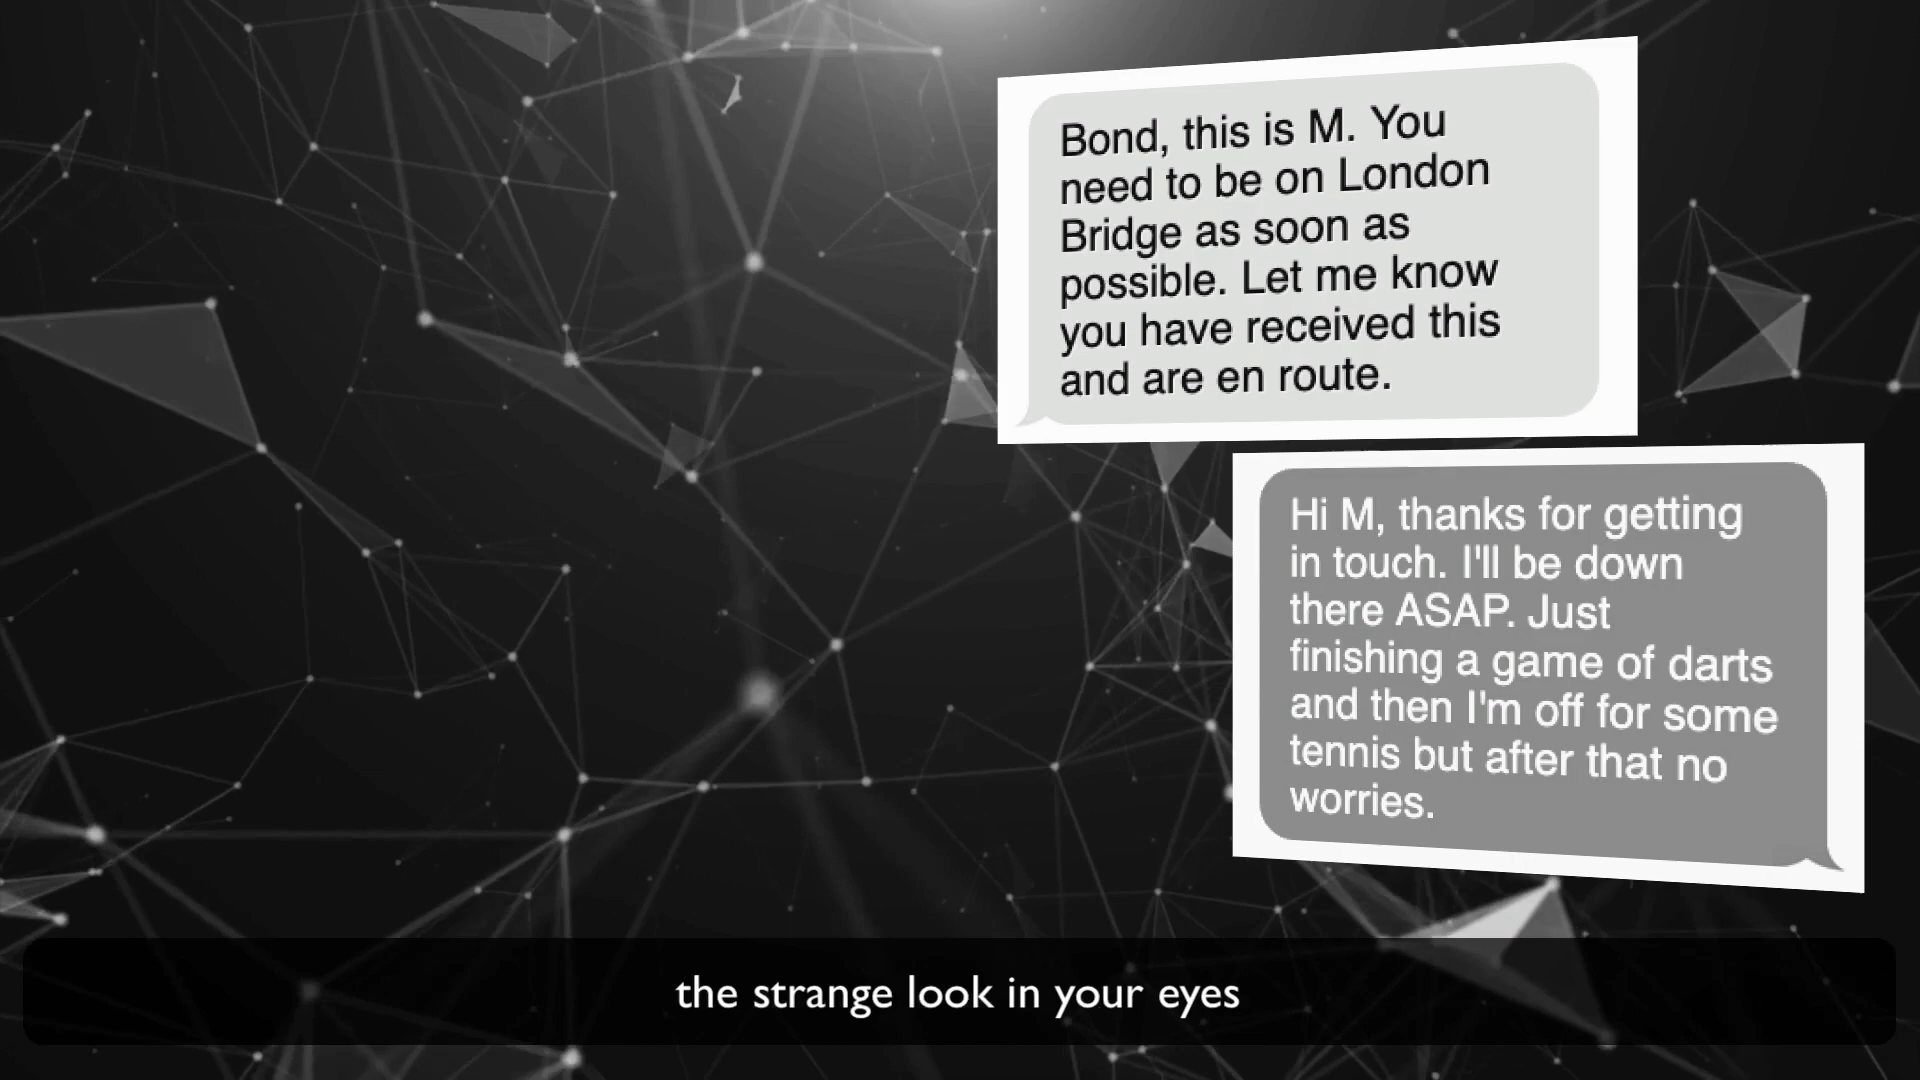 Bond, this is M. You
need to be on London
Bridge as soon as
possible. Let me know
you have received this
and are en route.
Hi M, thanks for getting
in touch. I'll be down
there ASAP. Just
finishing a game of darts
and then I'm off for some
tennis but after that no
worries.
the strange look in your eyes